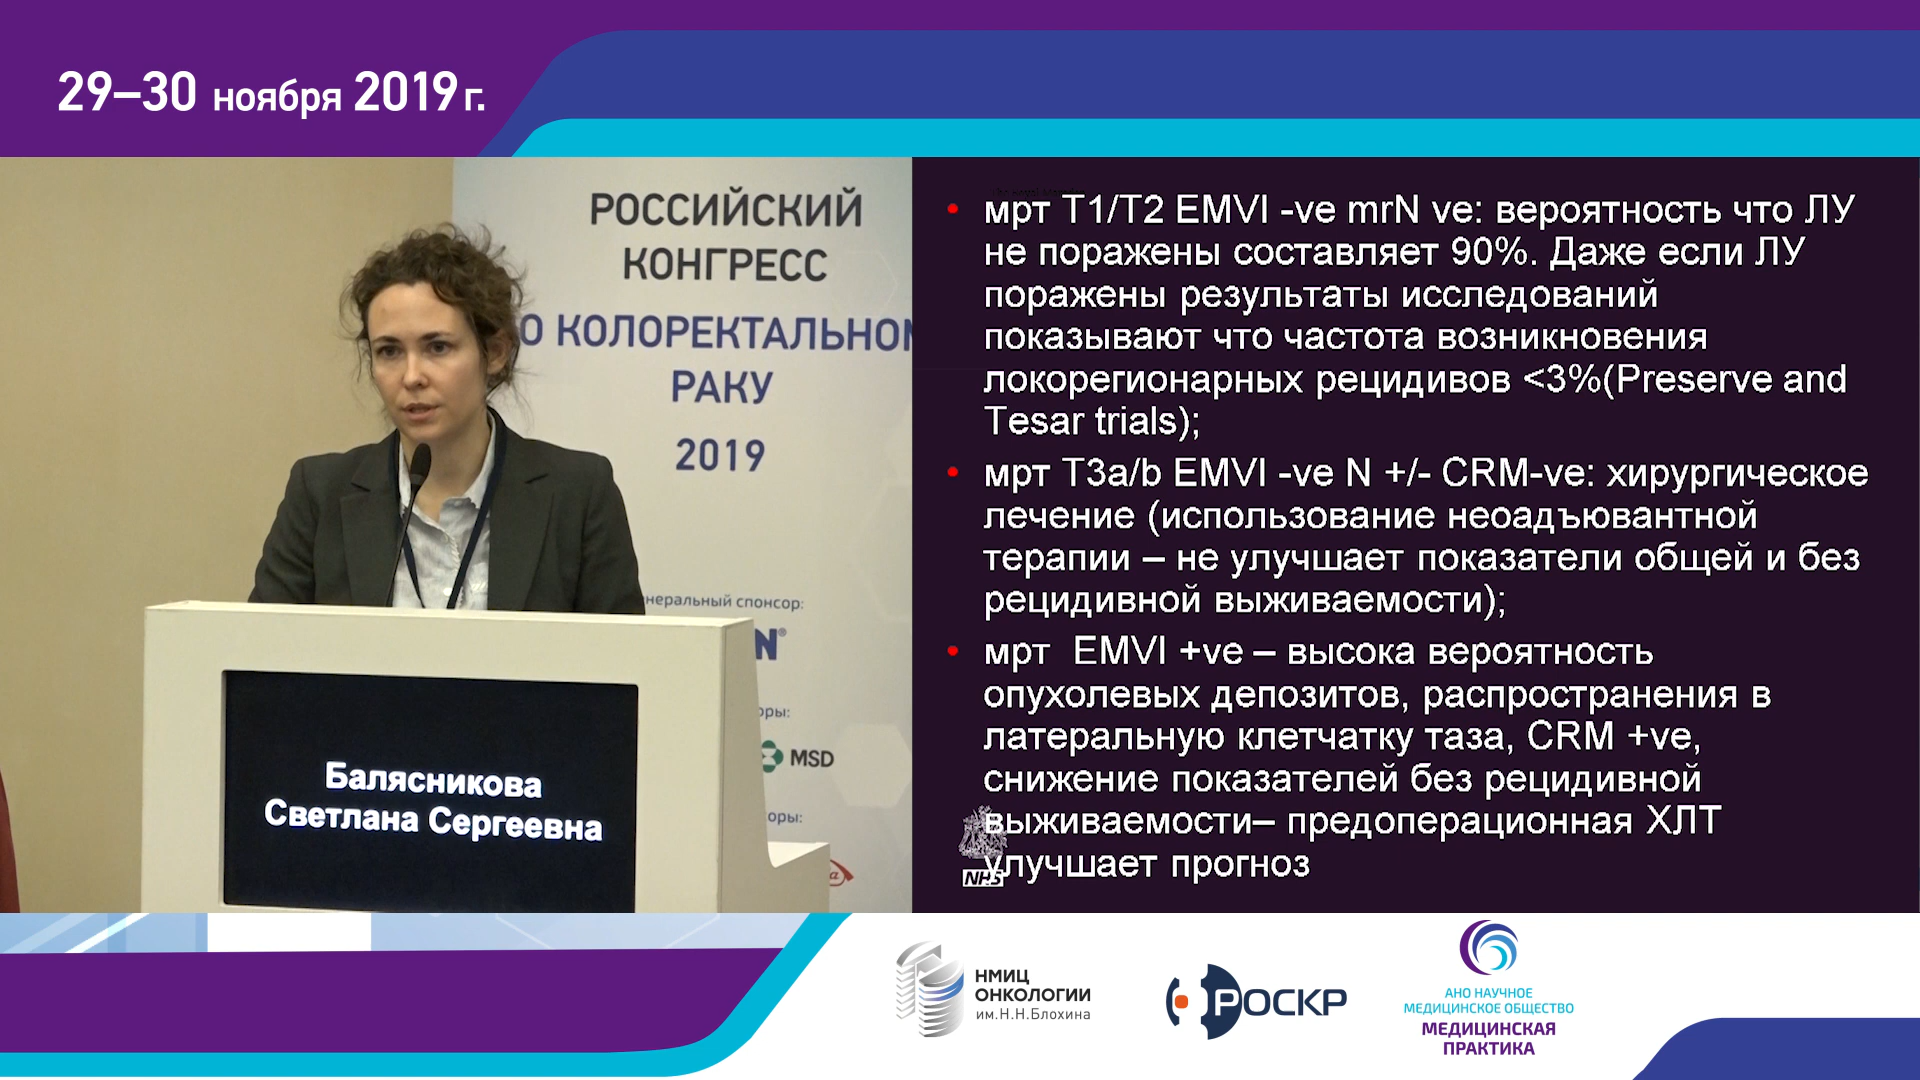 29–30 ноября 2019 г.
РОССИЙСКИЙ
КОНГРЕСС
О КОЛОРЕКТАЛЬНОМ
РАКУ
2019
неральный спонсор:
N®
оры:
MSD
оры:
Балясникова
Светлана Сергеевна
• мрт T1/T2 EMVI -ve mrN ve: вероятность что ЛУ
не поражены составляет 90%. Даже если ЛУ
поражены результаты исследований
показывают что частота возникновения
локорегионарных рецидивов <3%(Preserve and
Tesar trials);
• мрт T3a/b EMVI -ve N +/- CRM-ve: хирургическое
лечение (использование неоадъювантной
терапии – не улучшает показатели общей и без
рецидивной выживаемости);
• мрт EMVI +ve – высока вероятность
опухолевых депозитов, распространения в
латеральную клетчатку таза, CRM +ve,
снижение показателей без рецидивной
выживаемости– предоперационная ХЛТ
улучшает прогноз
NHS
НМИЦ
ОНКОЛОГИИ
им.Н.Н.Блохина
РОСКР
АНО НАУЧНОЕ
МЕДИЦИНСКОЕ ОБЩЕСТВО
МЕДИЦИНСКАЯ
ПРАКТИКА